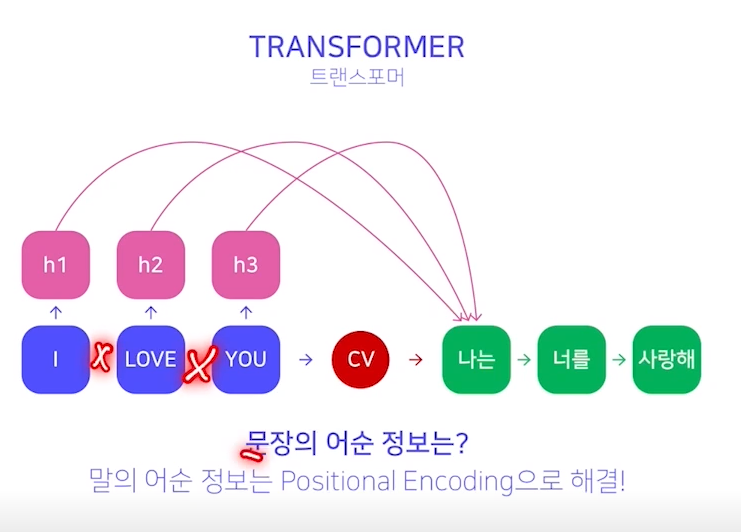 TRANSFORMER
트랜스포머
h1 h2 h3
I X LOVE X YOU CV 나는 너를 사랑해
문장의 어순 정보는?
말의 어순 정보는 Positional Encoding으로 해결!